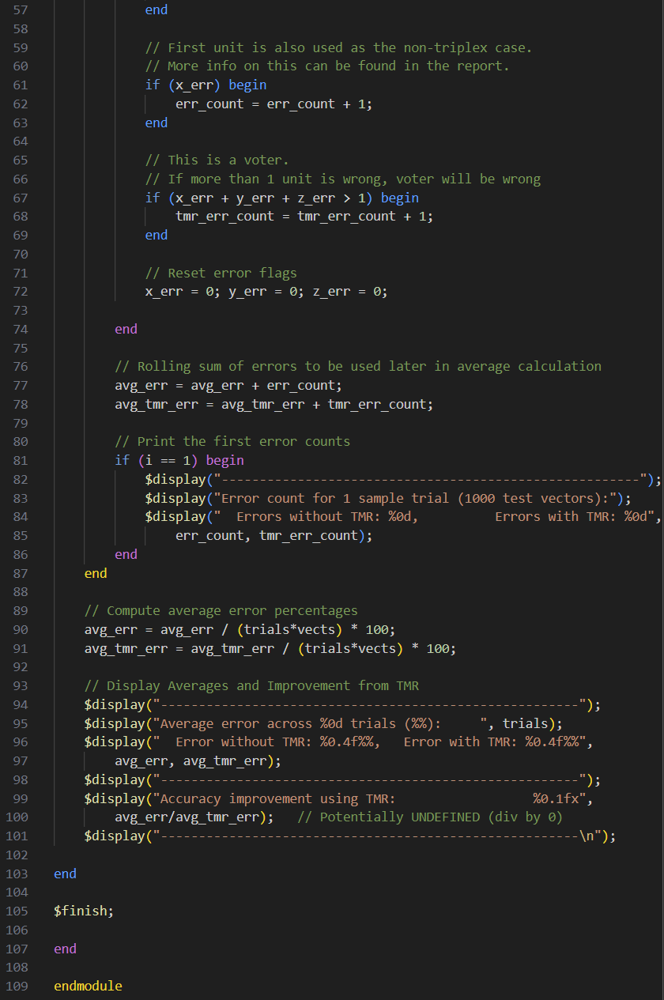 57 end
58
59 // First unit is also used as the non-triplex case.
60 // More info on this can be found in the report.
61 if (x_err) begin
62 err_count = err_count + 1;
63 end
64
65 // This is a voter.
66 // If more than 1 unit is wrong, voter will be wrong
67 if (x_err + y_err + z_err > 1) begin
68 tmr_err_count = tmr_err_count + 1;
69 end
70
71 // Reset error flags
72 x_err = 0; y_err = 0; z_err = 0;
73
74 end
75
76 // Rolling sum of errors to be used later in average calculation
77 avg_err = avg_err + err_count;
78 avg_tmr_err = avg_tmr_err + tmr_err_count;
79
80 // Print the first error counts
81 if (i == 1) begin
82 $display("-------------------------------------------------------");
83 $display("Error count for 1 sample trial (1000 test vectors):");
84 $display("  Errors without TMR: %0d,          Errors with TMR: %0d",
85 err_count, tmr_err_count);
86 end
87 end
88
89 // Compute average error percentages
90 avg_err = avg_err / (trials*vects) * 100;
91 avg_tmr_err = avg_tmr_err / (trials*vects) * 100;
92
93 // Display Averages and Improvement from TMR
94 $display("-------------------------------------------------------");
95 $display("Average error across %0d trials (%%):     ", trials);
96 $display("  Error without TMR: %0.4f%%,   Error with TMR: %0.4f%%",
97 avg_err, avg_tmr_err);
98 $display("-------------------------------------------------------");
99 $display("Accuracy improvement using TMR:                  %0.1fx",
100 avg_err/avg_tmr_err);   // Potentially UNDEFINED (div by 0)
101 $display("-------------------------------------------------------\n");
102
103 end
104
105 $finish;
106
107 end
108
109 endmodule